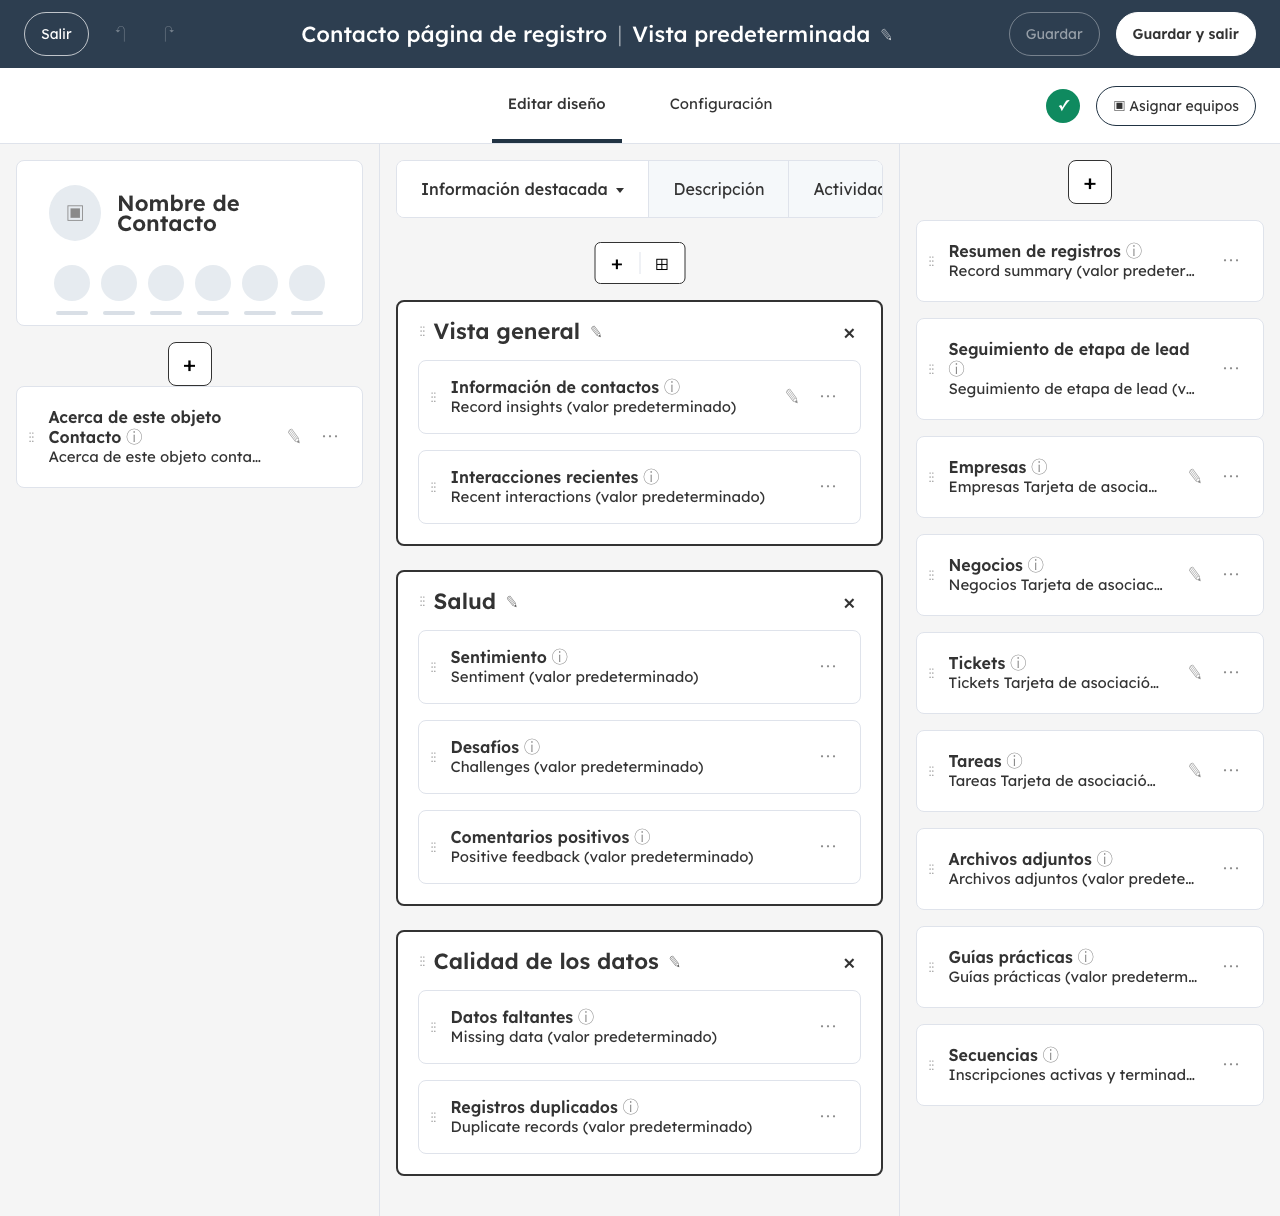 Salir
Contacto página de registro | Vista predeterminada
Guardar
Guardar y salir
Editar diseño
Configuración
Asignar equipos
Nombre de
Contacto
Acerca de este objeto
Contacto
Acerca de este objeto conta...
Información destacada
Descripción
Actividad
Vista general
Información de contactos
Record insights (valor predeterminado)
Interacciones recientes
Recent interactions (valor predeterminado)
Salud
Sentimiento
Sentiment (valor predeterminado)
Desafíos
Challenges (valor predeterminado)
Comentarios positivos
Positive feedback (valor predeterminado)
Calidad de los datos
Datos faltantes
Missing data (valor predeterminado)
Registros duplicados
Duplicate records (valor predeterminado)
Resumen de registros
Record summary (valor predeter...
Seguimiento de etapa de lead
Seguimiento de etapa de lead (v...
Empresas
Empresas Tarjeta de asocia...
Negocios
Negocios Tarjeta de asociac...
Tickets
Tickets Tarjeta de asociació...
Tareas
Tareas Tarjeta de asociació...
Archivos adjuntos
Archivos adjuntos (valor predete...
Guías prácticas
Guías prácticas (valor predeterm...
Secuencias
Inscripciones activas y terminad...